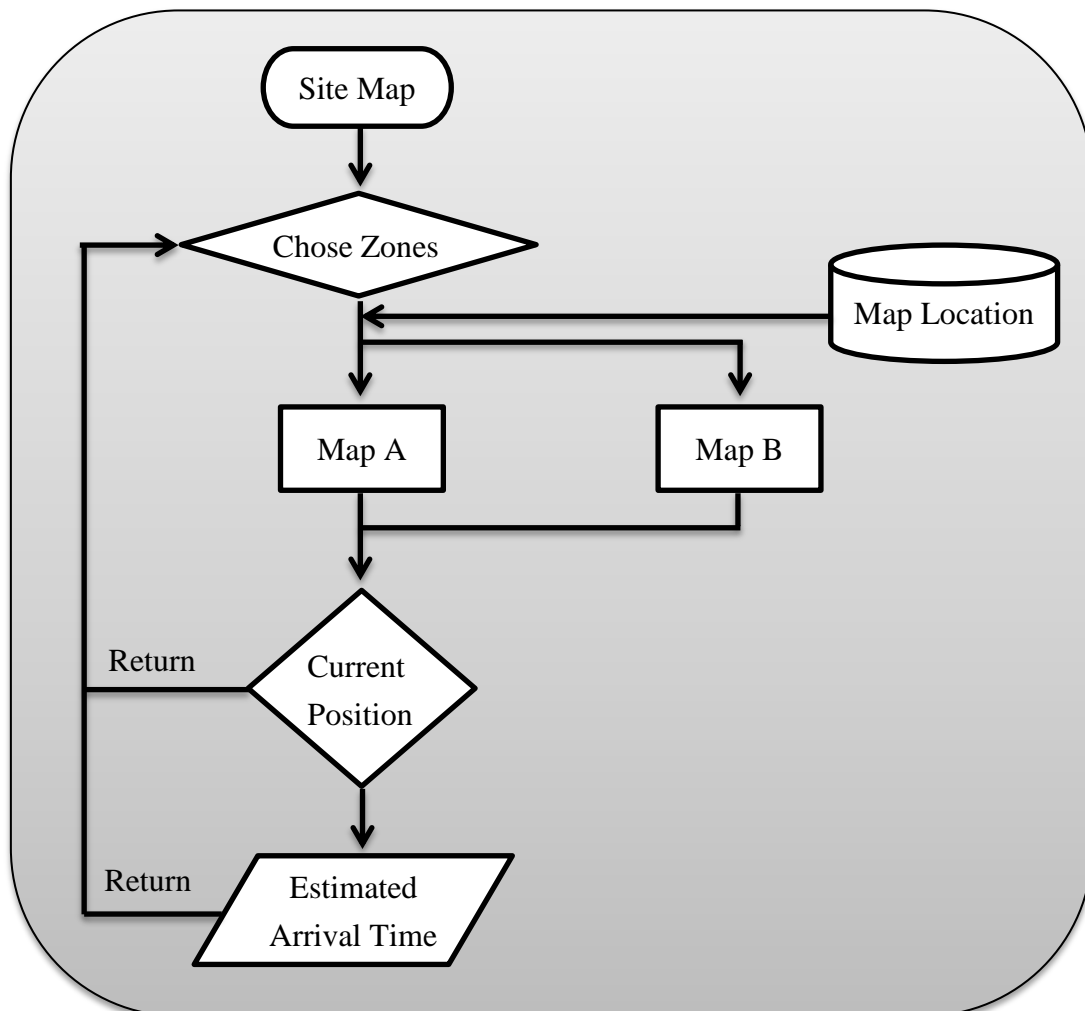 Site Map
Chose Zones
Map Location
Map A
Map B
Return
Current
Position
Return
Estimated
Arrival Time